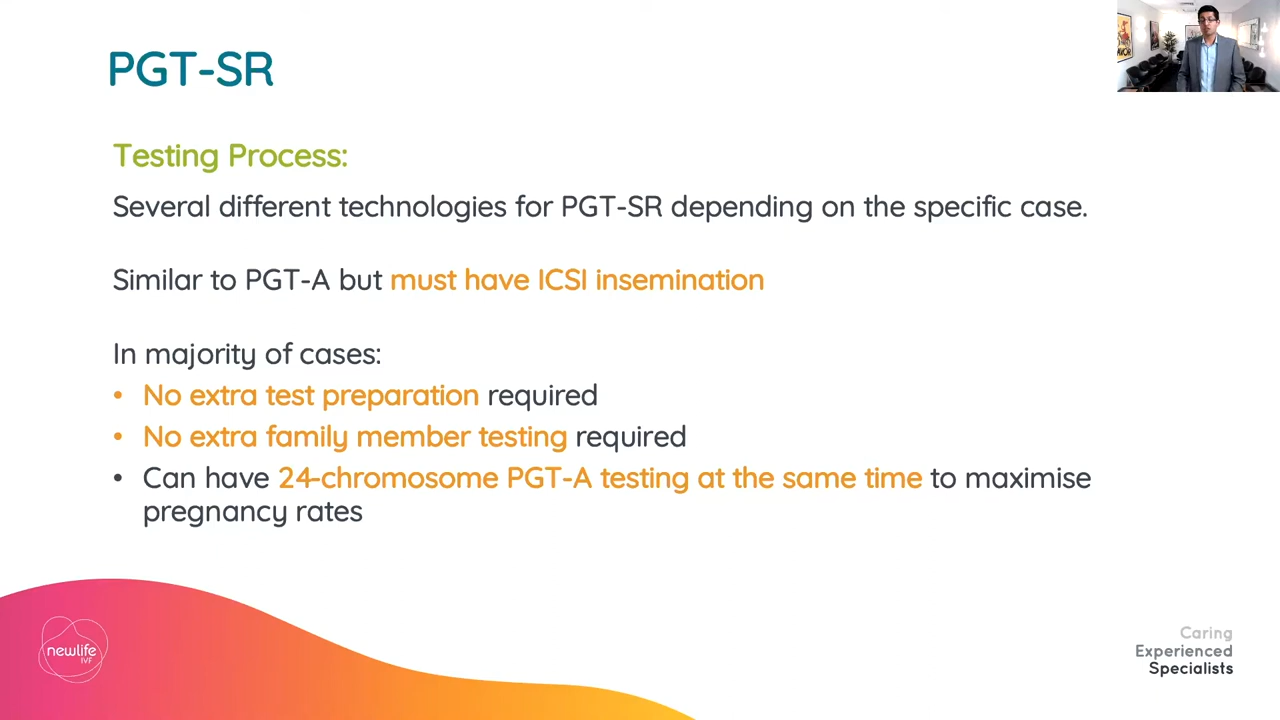 PGT-SR
Testing Process:
Several different technologies for PGT-SR depending on the specific case.
Similar to PGT-A but must have ICSI insemination
In majority of cases:
• No extra test preparation required
• No extra family member testing required
• Can have 24-chromosome PGT-A testing at the same time to maximise
pregnancy rates
newlife
IVF
Caring
Experienced
Specialists